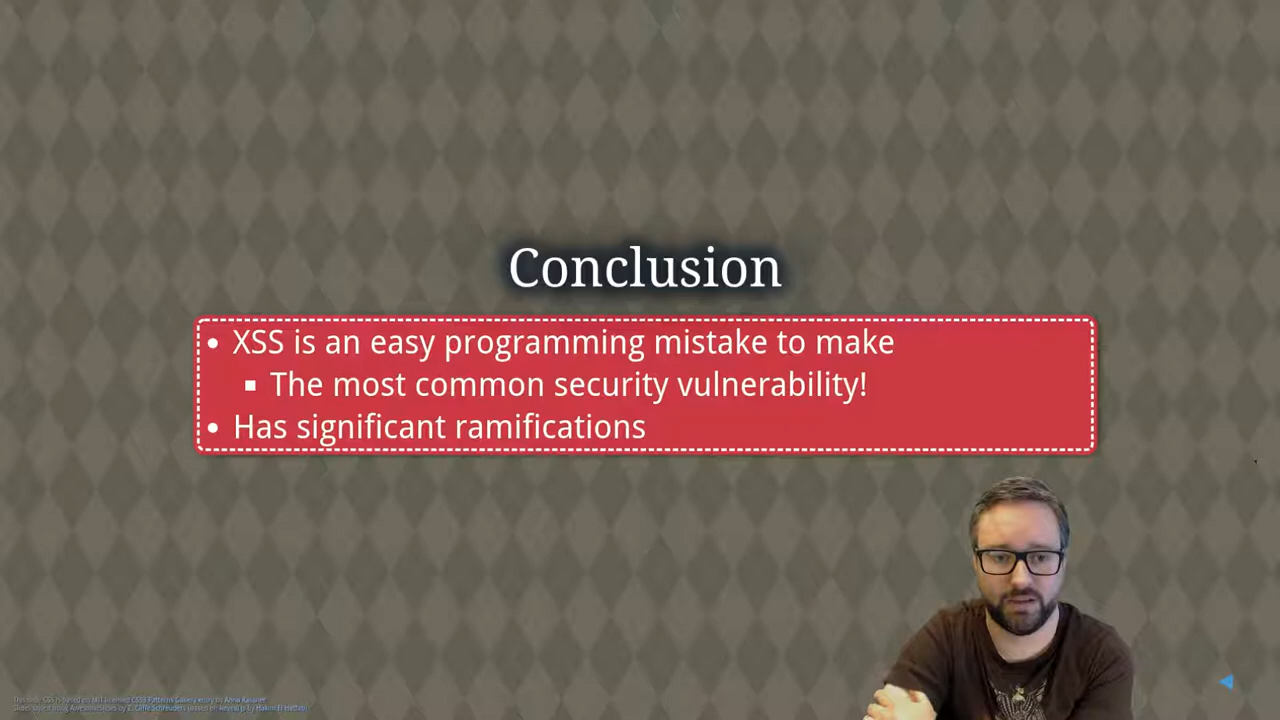 Conclusion
XSS is an easy programming mistake to make
The most common security vulnerability!
Has significant ramifications